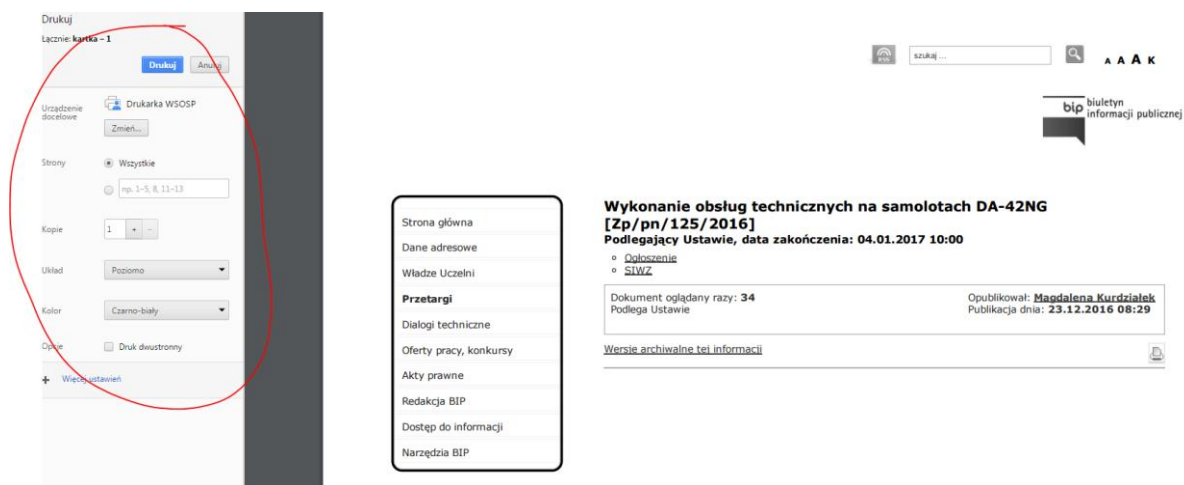 Drukuj
Łącznie: kartka – 1
Drukuj Anuluj
Urządzenie docelowe
Drukarka WSOSP
Zmień...
Strony
Wszystkie
np. 1–5, 8, 11–13
Kopie
1 + -
Układ
Poziomo
Kolor
Czarno-biały
Opcje
Druk dwustronny
+ Więcej ustawień
RSS
szukaj ...
A A A K
bip biuletyn
informacji publicznej
Strona główna
Dane adresowe
Władze Uczelni
Przetargi
Dialogi techniczne
Oferty pracy, konkursy
Akty prawne
Redakcja BIP
Dostęp do informacji
Narzędzia BIP
Wykonanie obsług technicznych na samolotach DA-42NG
[Zp/pn/125/2016]
Podlegający Ustawie, data zakończenia: 04.01.2017 10:00
Ogłoszenie
SIWZ
Dokument oglądany razy: 34
Podlega Ustawie
Opublikował: Magdalena Kurdziałek
Publikacja dnia: 23.12.2016 08:29
Wersje archiwalne tej informacji